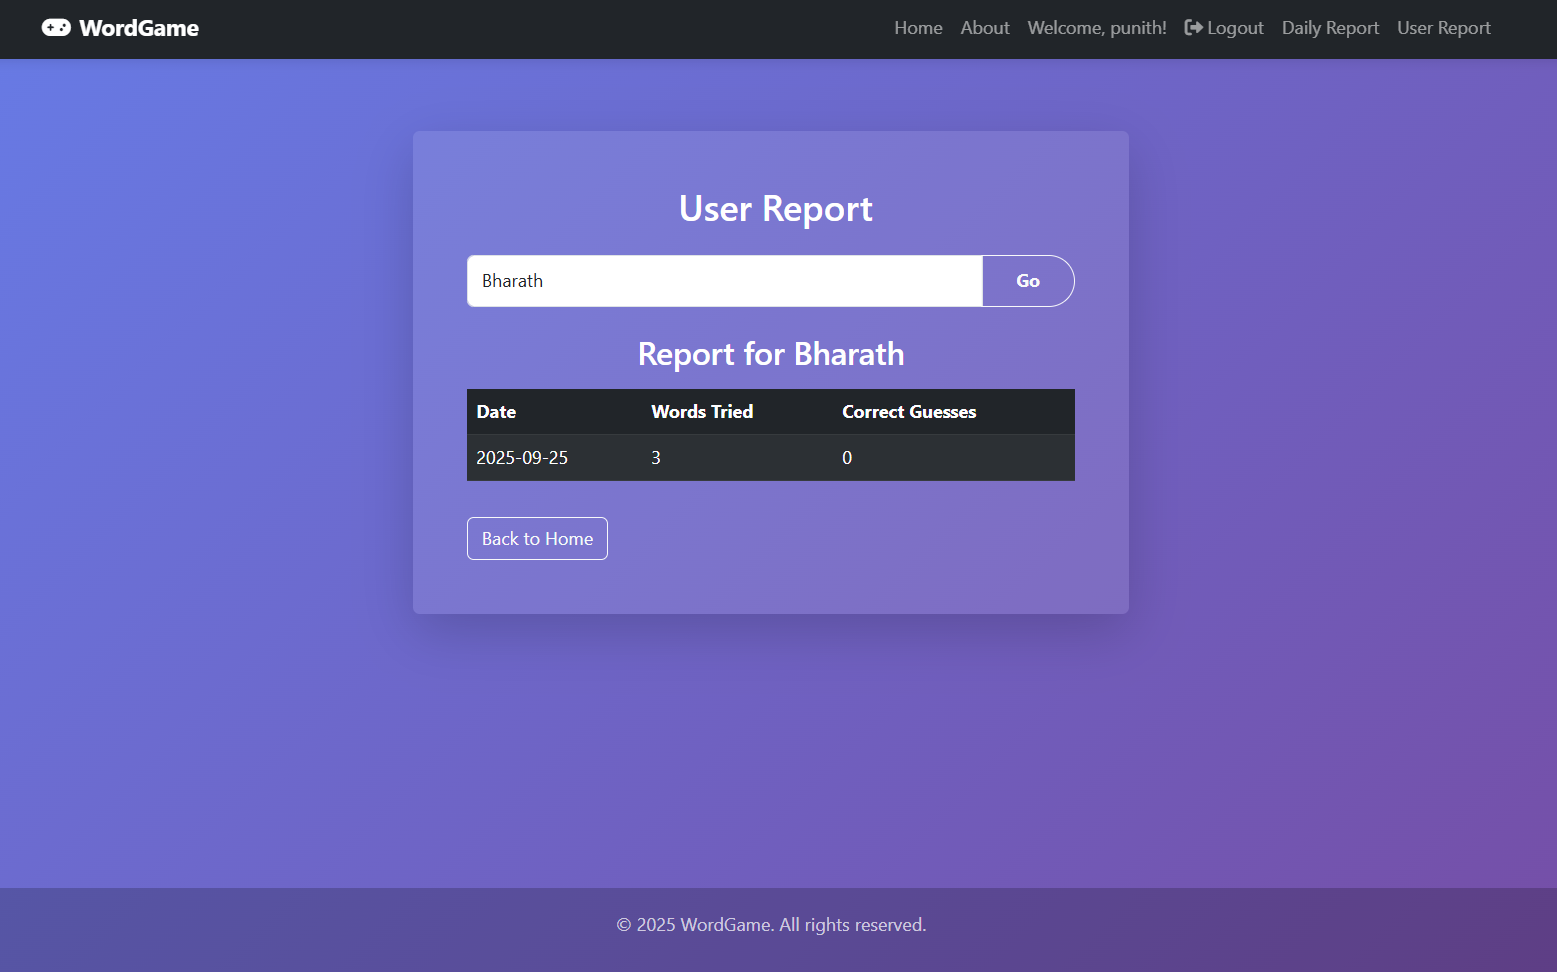 WordGame Home About Welcome, punith! Logout Daily Report User Report
User Report
Bharath Go
Report for Bharath
Date Words Tried Correct Guesses
2025-09-25 3 0
Back to Home
© 2025 WordGame. All rights reserved.